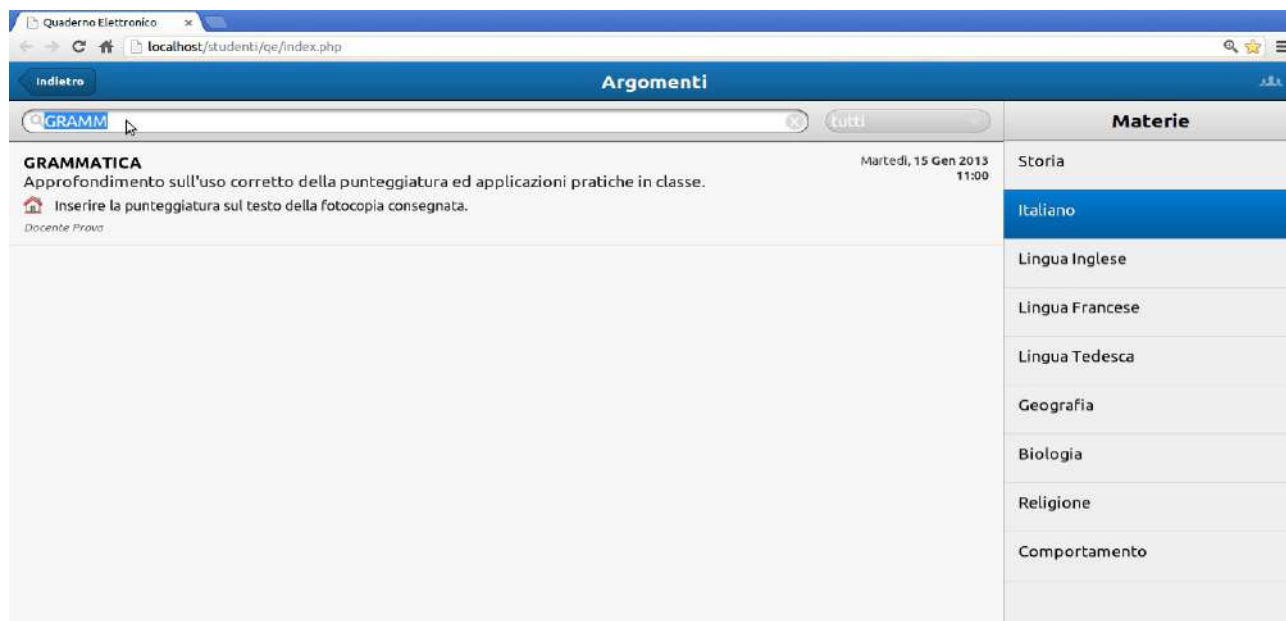 Quaderno Elettronico
localhost/studenti/qe/index.php
Indietro
Argomenti
GRAMM
tutti
Materie
GRAMMATICA
Martedì, 15 Gen 2013
11:00
Approfondimento sull'uso corretto della punteggiatura ed applicazioni pratiche in classe.
Inserire la punteggiatura sul testo della fotocopia consegnata.
Docente Prova
Storia
Italiano
Lingua Inglese
Lingua Francese
Lingua Tedesca
Geografia
Biologia
Religione
Comportamento